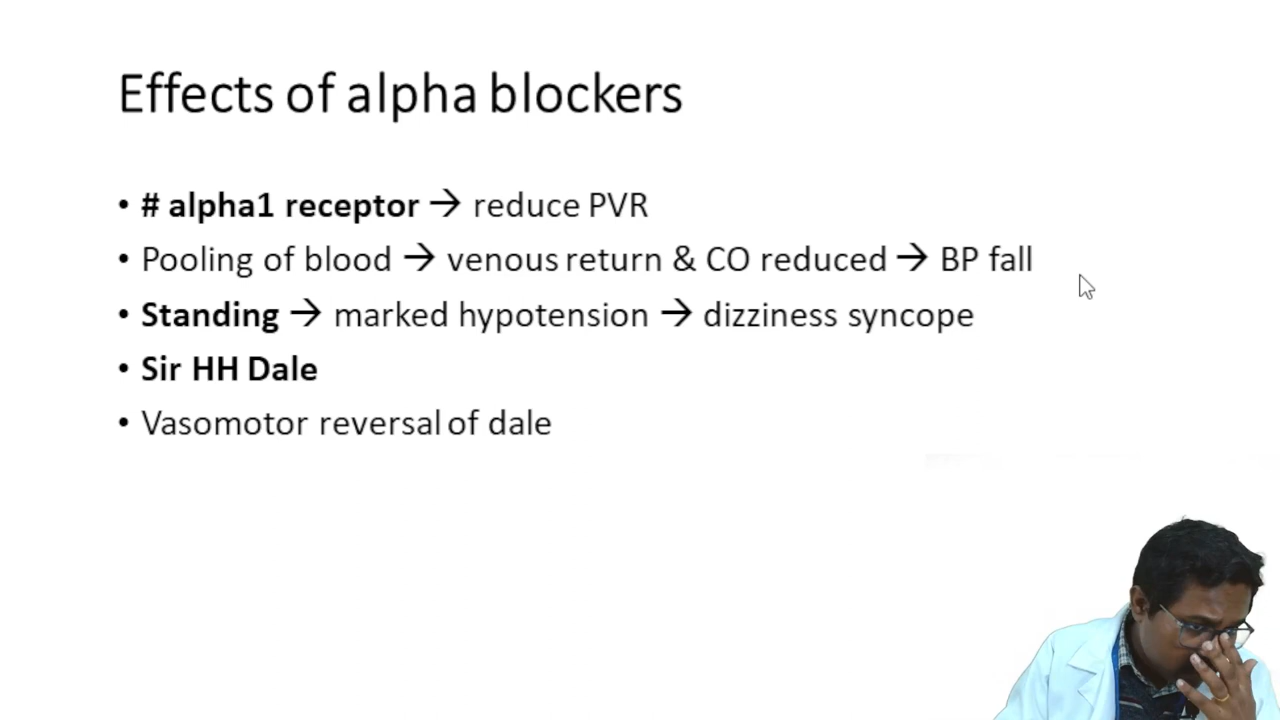 Effects of alpha blockers
• # alpha1 receptor → reduce PVR
• Pooling of blood → venous return & CO reduced → BP fall
• Standing → marked hypotension → dizziness syncope
• Sir HH Dale
• Vasomotor reversal of dale